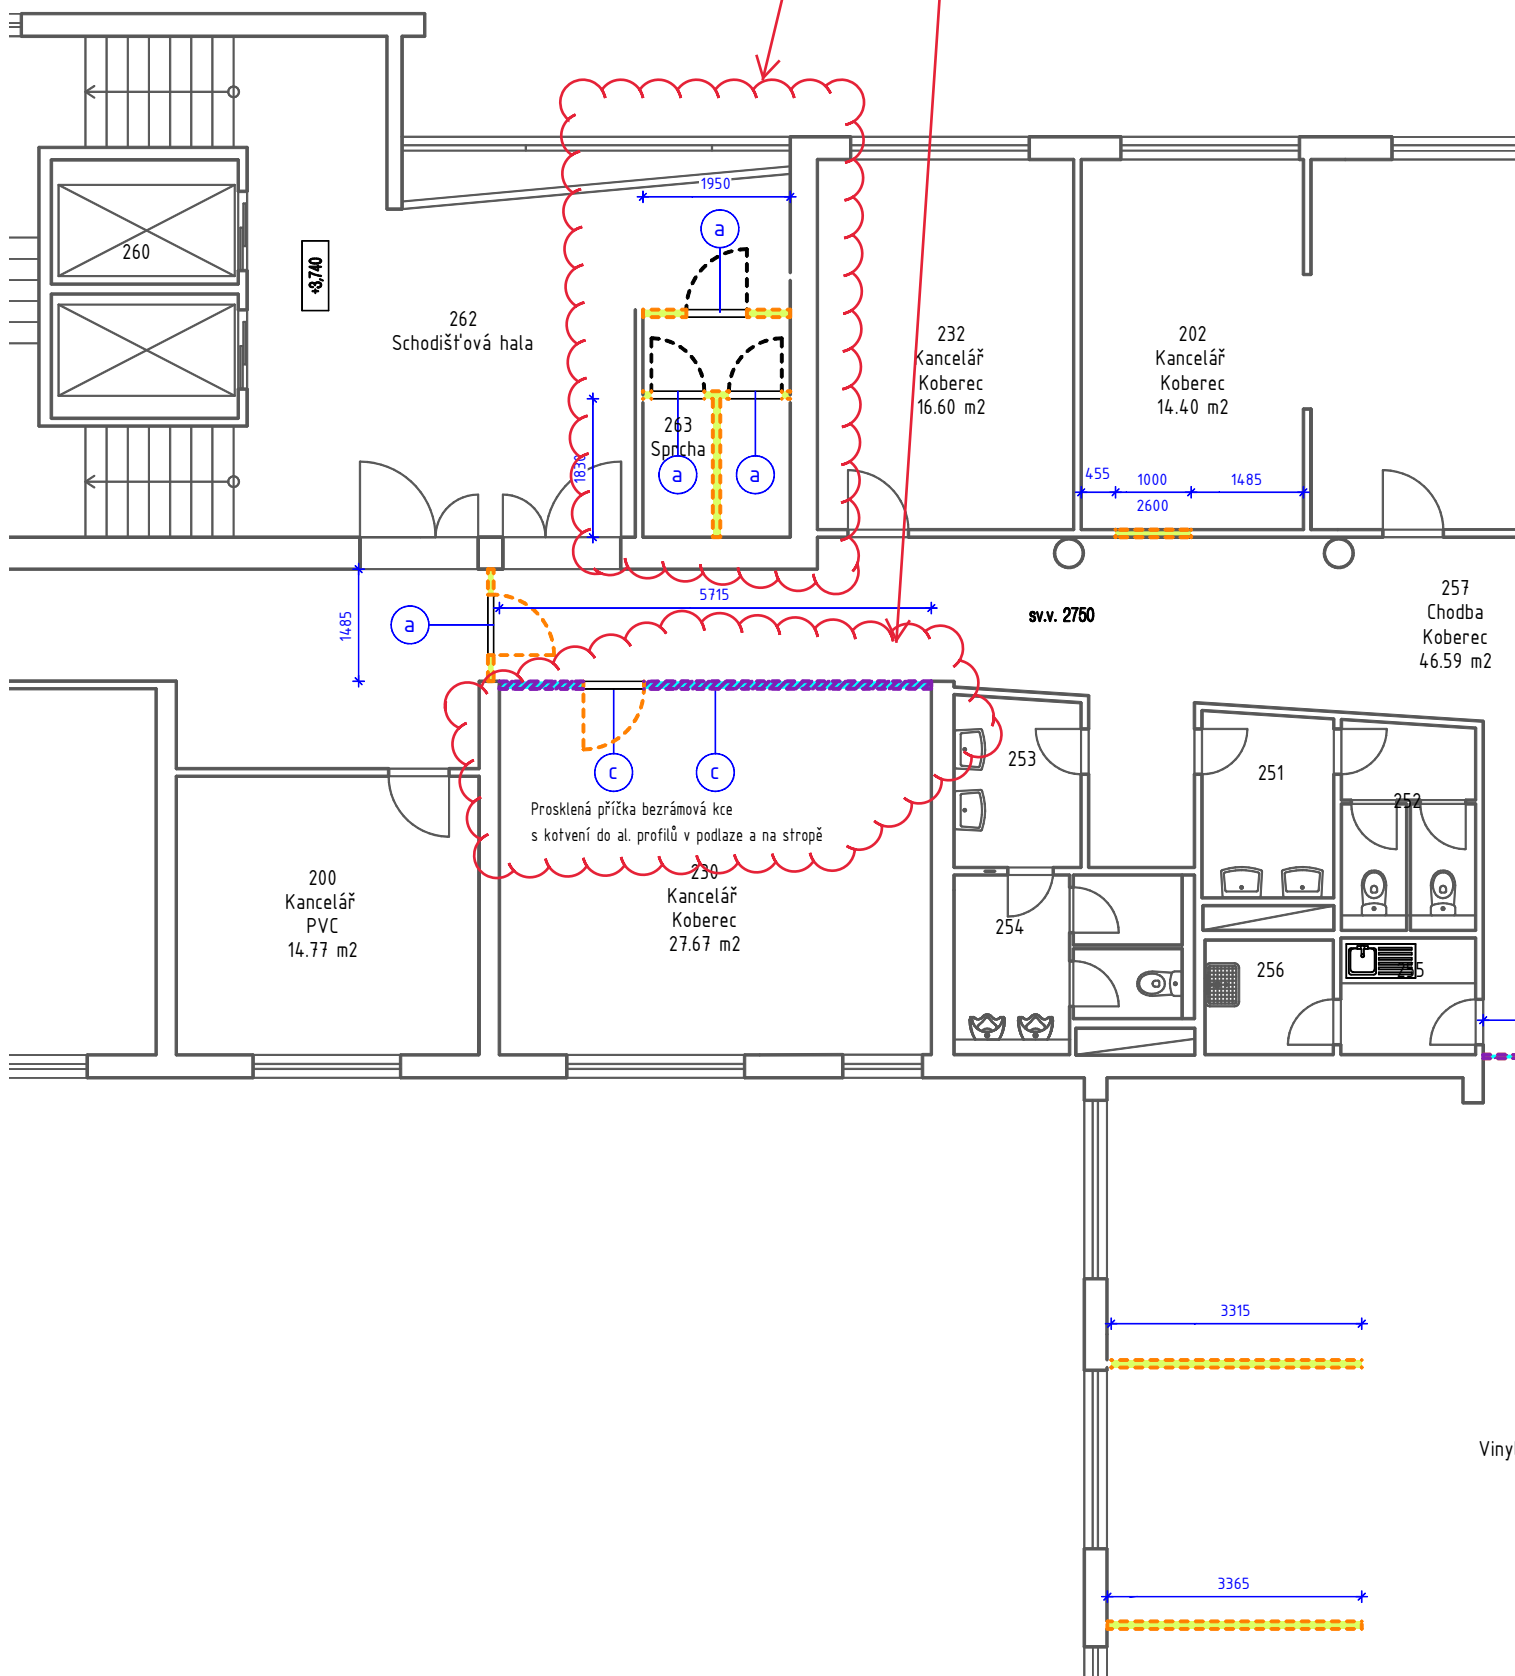 1950
a
260
+3,740
262
Schodišťová hala
232
Kancelář
Koberec
16.60 m2
202
Kancelář
Koberec
14.40 m2
263
Sprcha
1830
a
a
455
1000
1485
2600
5715
1485
a
sv.v. 2750
257
Chodba
Koberec
46.59 m2
c
c
Prosklená příčka bezrámová kce
s kotvení do al. profilů v podlaze a na stropě
253
251
252
200
Kancelář
PVC
14.77 m2
230
Kancelář
Koberec
27.67 m2
254
256
255
3315
Vinyl
3365